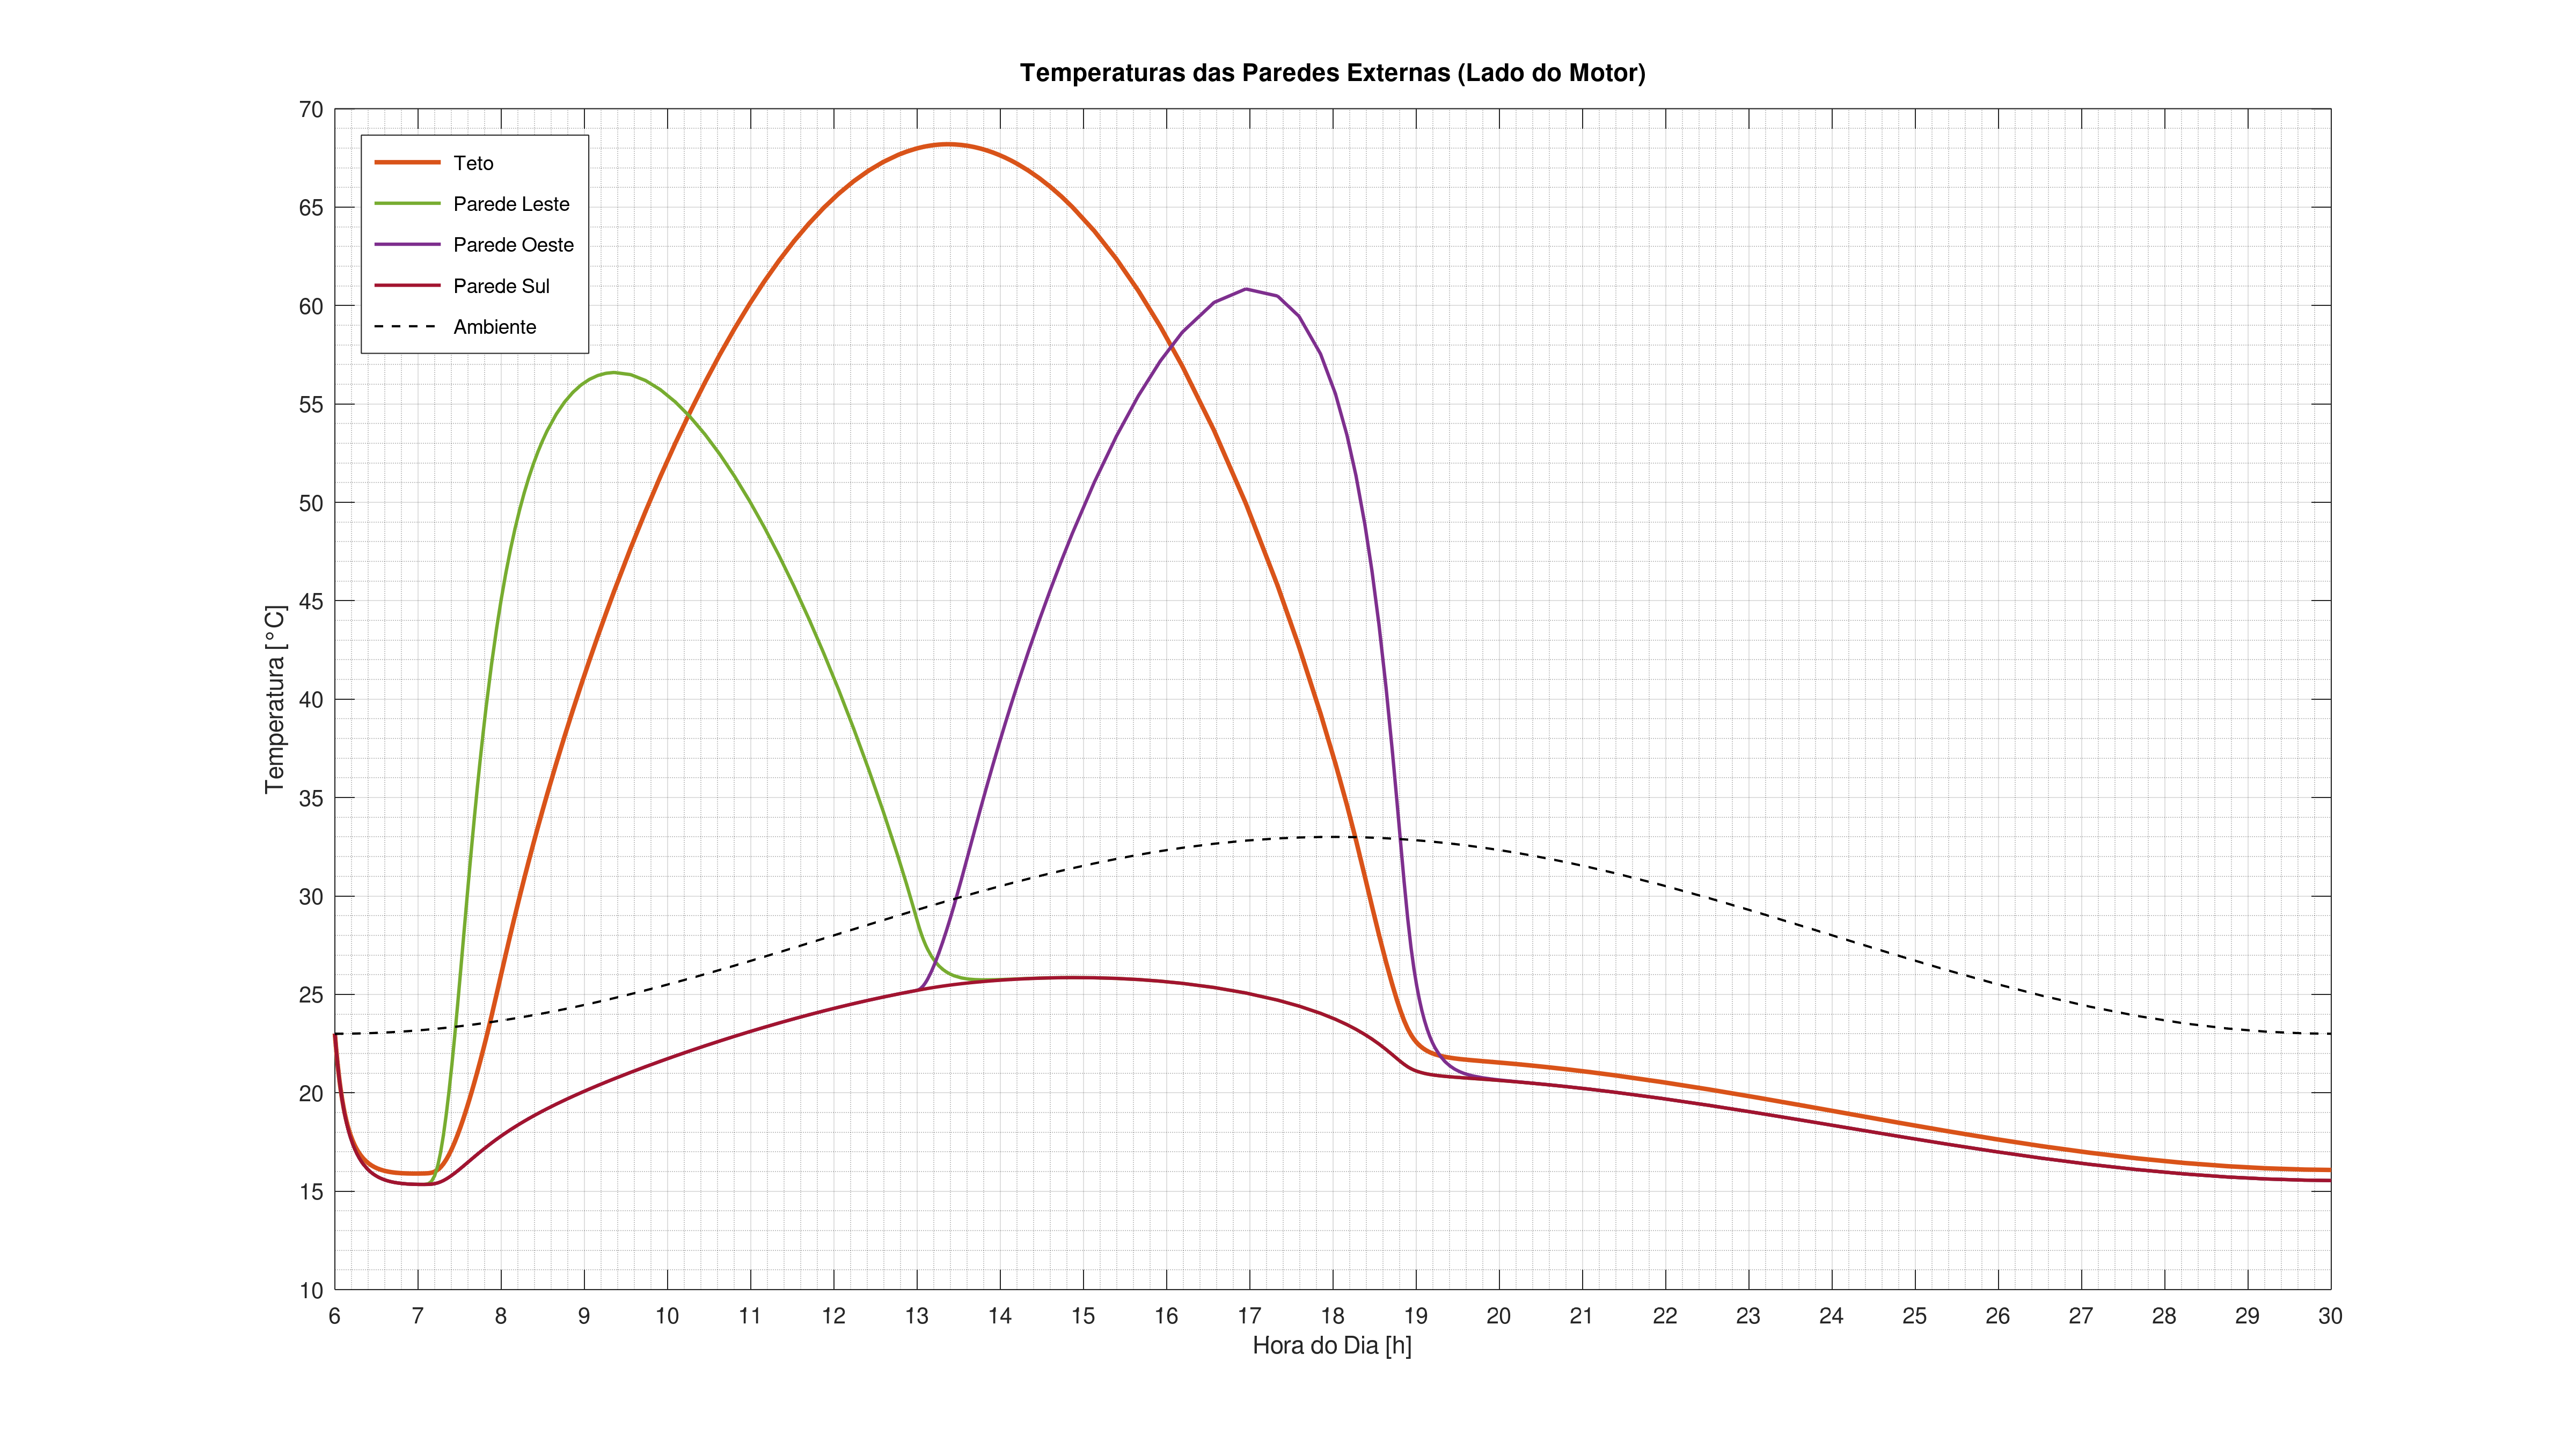 Temperaturas das Paredes Externas (Lado do Motor)
70
65
60
55
50
45
40
35
30
25
20
15
10
Teto
Parede Leste
Parede Oeste
Parede Sul
Ambiente
Temperatura [°C]
6 7 8 9 10 11 12 13 14 15 16 17 18 19 20 21 22 23 24 25 26 27 28 29 30
Hora do Dia [h]